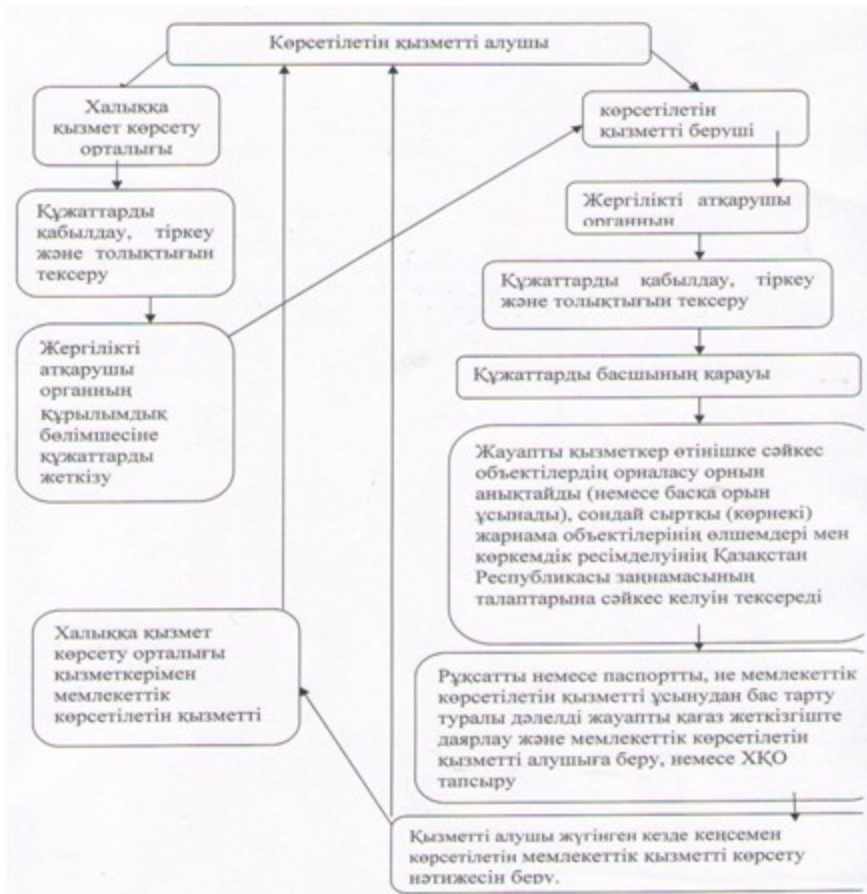 Көрсетілетін қызметті алушы
Халыққа
қызмет көрсету
орталығы
көрсетілетін
қызметті беруші
Құжаттарды
қабылдау, тіркеу
және толықтығын
тексеру
Жергілікті атқарушы
органның
Құжаттарды қабылдау, тіркеу
және толықтығын тексеру
Жергілікті
атқарушы
органның
құрылымдық
бөлімшесіне
құжаттарды
жеткізу
Құжаттарды басшының қарауы
Жауапты қызметкер өтінішке сәйкес
объектілердің орналасу орнын
анықтайды (немесе басқа орын
ұсынады), сондай сыртқы (көрнекі)
жарнама объектілерінің өлшемдері мен
көркемдік ресімделуінің Қазақстан
Республикасы заңнамасының
талаптарына сәйкес келуін тексереді
Халыққа қызмет
көрсету орталығы
қызметкерімен
мемлекеттік
көрсетілетін қызметті
Рұқсатты немесе паспортты, не мемлекеттік
көрсетілетін қызметті ұсынудан бас тарту
туралы дәлелді жауапты қағаз жеткізгіште
даярлау және мемлекеттік көрсетілетін
қызметті алушыға беру, немесе ХҚО
тапсыру
Қызметті алушы жүгінген кезде кеңсемен
көрсетілетін мемлекеттік қызметті көрсету
нәтижесін беру.